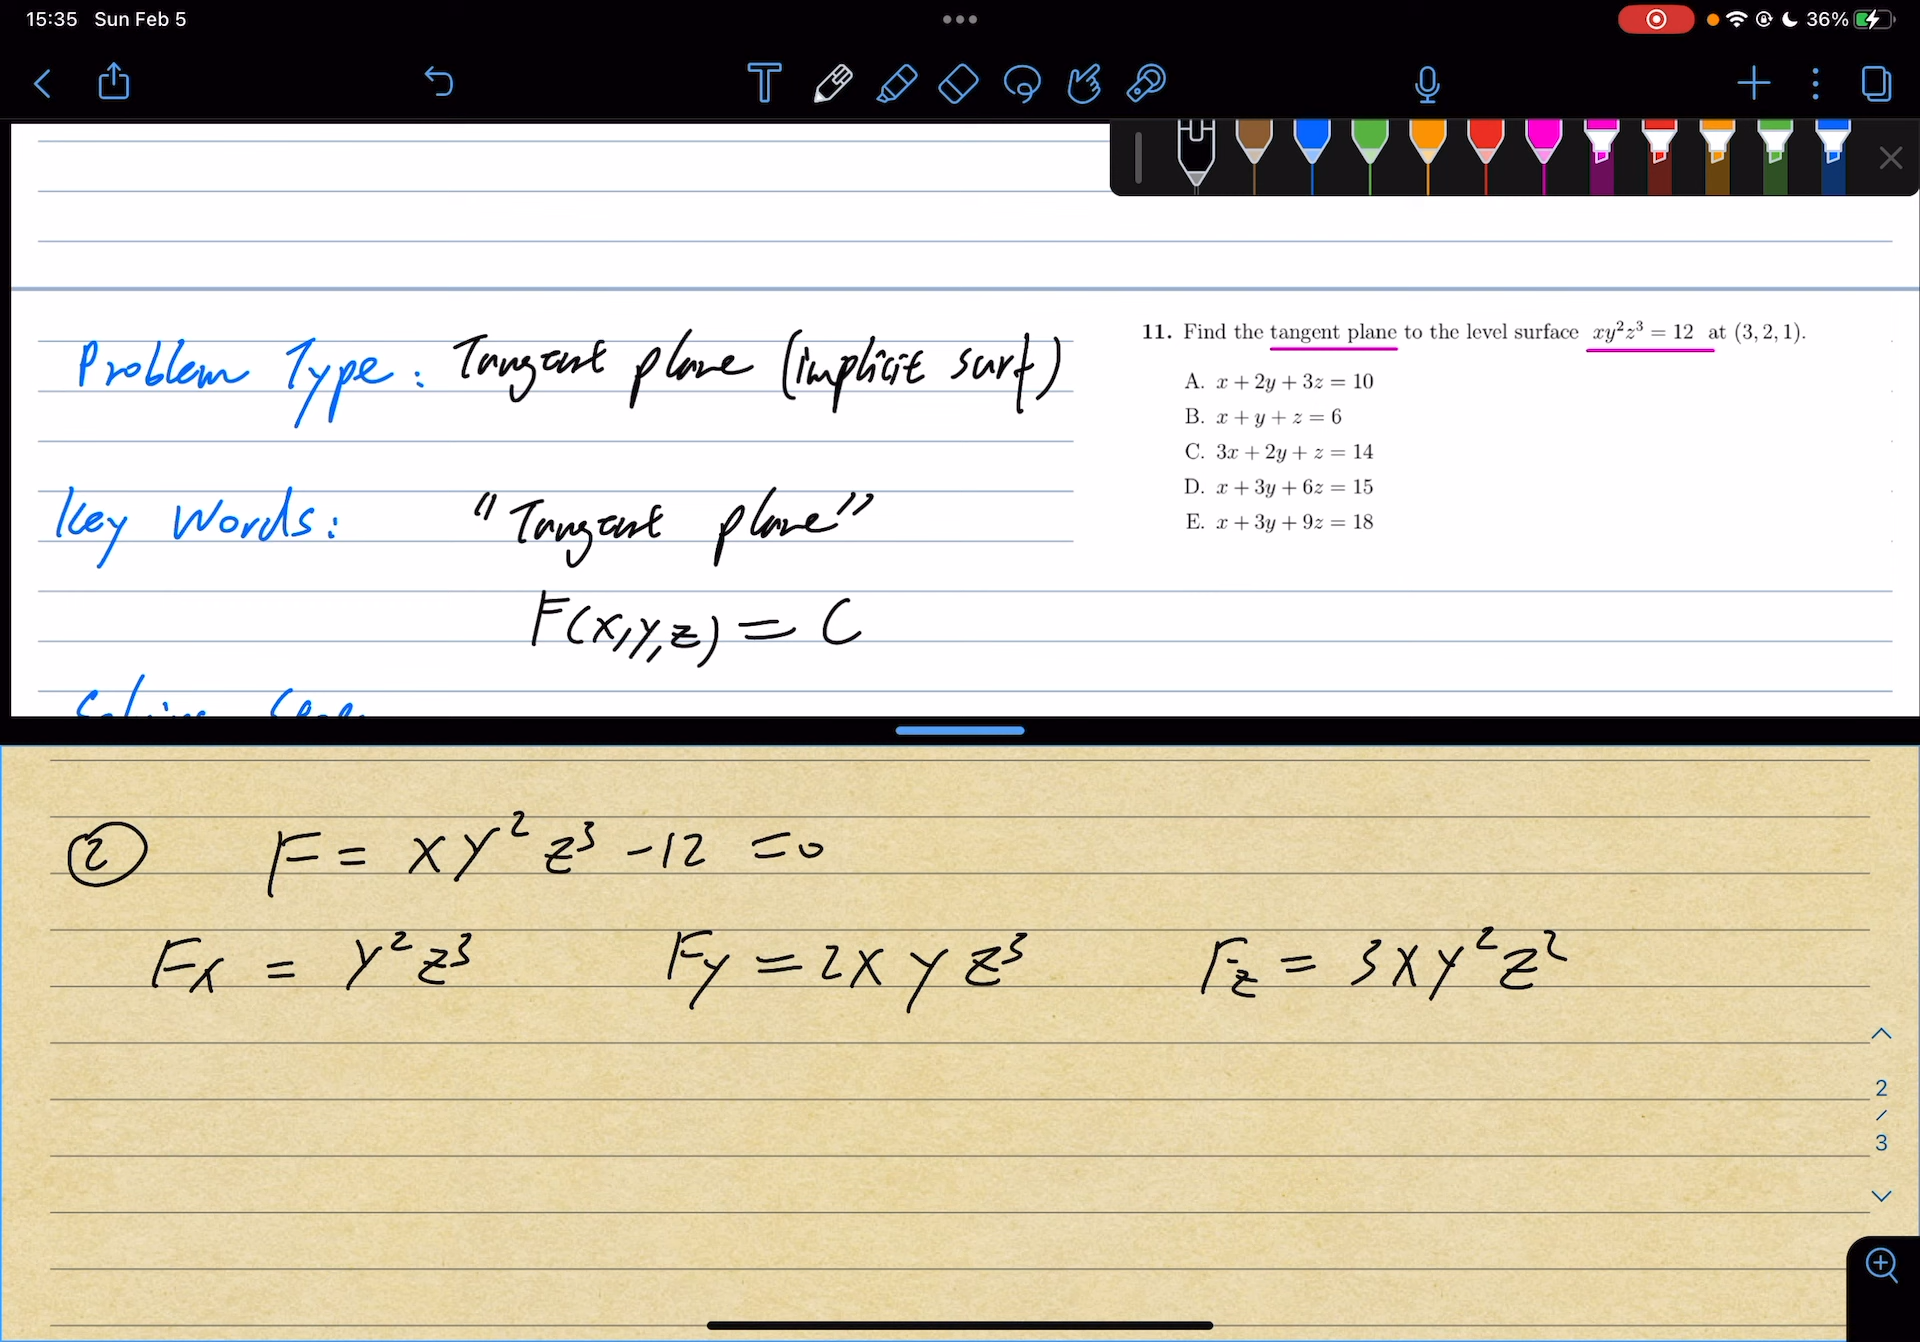 15:35 Sun Feb 5
36%
Problem Type: Tangent plane (implicit surf)
Key Words: "Tangent plane"
F(x,y,z) = C
11. Find the tangent plane to the level surface xy²z³ = 12 at (3, 2, 1).
A. x + 2y + 3z = 10
B. x + y + z = 6
C. 3x + 2y + z = 14
D. x + 3y + 6z = 15
E. x + 3y + 9z = 18
② F = xy²z³ - 12 = 0
Fx = y²z³ Fy = 2xyz³ Fz = 3xy²z²
2
/
3